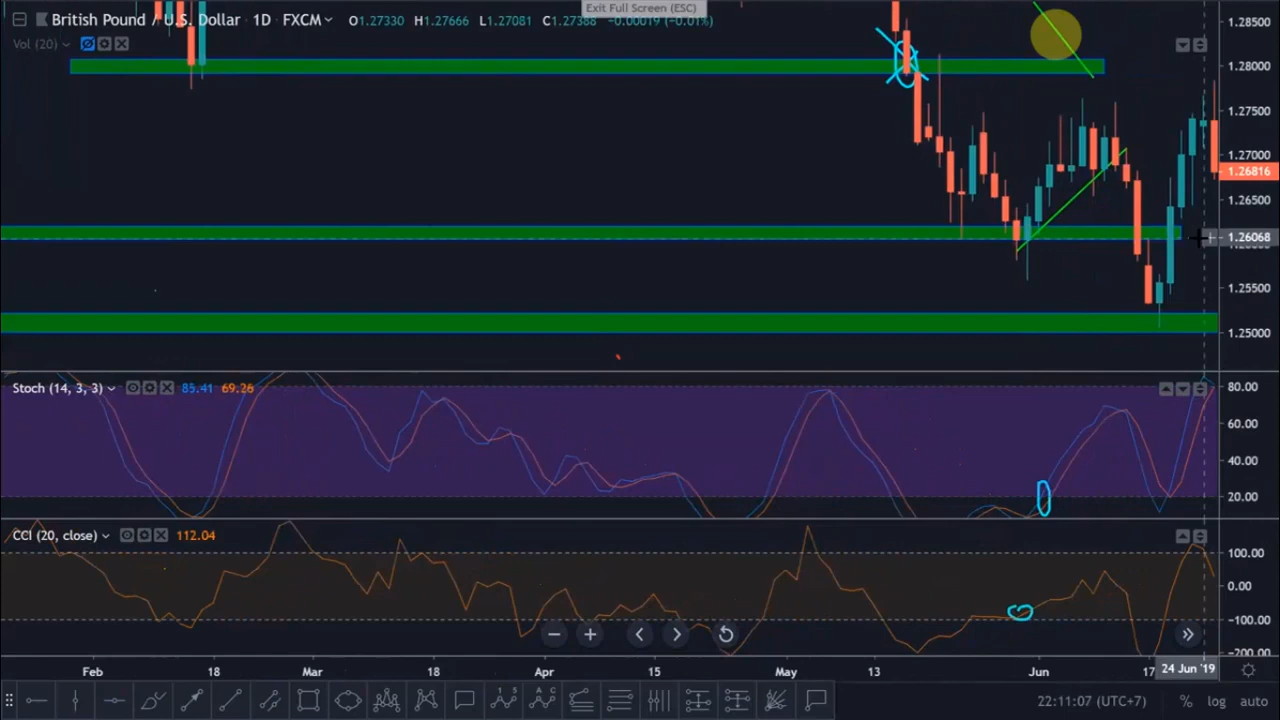 Exit Full Screen (ESC)
British Pound / U.S. Dollar · 1D · FXCM O1.27330 H1.27666 L1.27081 C1.27388 -0.00019 (-0.01%)
Vol (20)
1.28500
1.28000
1.27500
1.27000
1.26816
1.26500
1.26068
1.25500
1.25000
Stoch (14, 3, 3) 85.41 69.26
80.00
60.00
40.00
20.00
CCI (20, close) 112.04
100.00
0.00
-100.00
-200.00
Feb 18 Mar 18 Apr 15 May 13 Jun 17 24 Jun '19
22:11:07 (UTC+7) % log auto